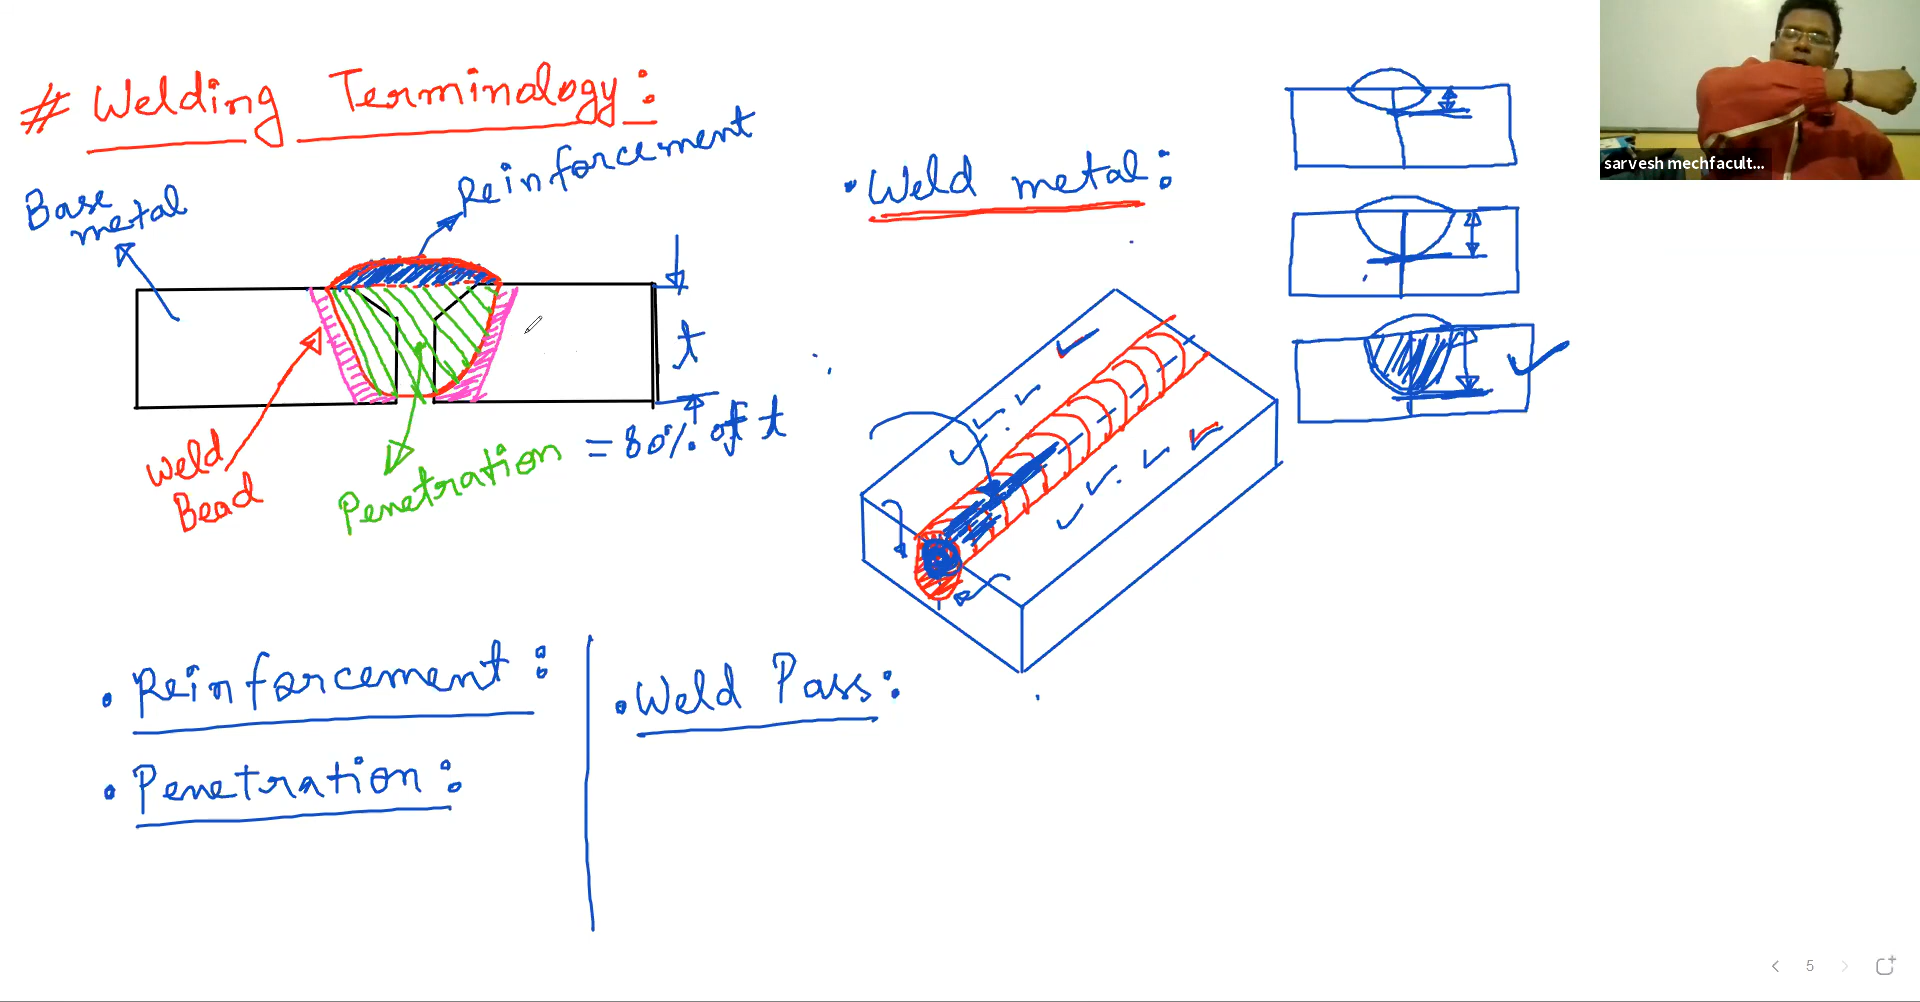 # Welding Terminology:
Reinforcement
Base
metal
• Weld metal:
t
Weld
Bead
Penetration = 80% of t
• Reinforcement:
• Penetration:
• Weld Pass:
sarvesh mechfacult...
5